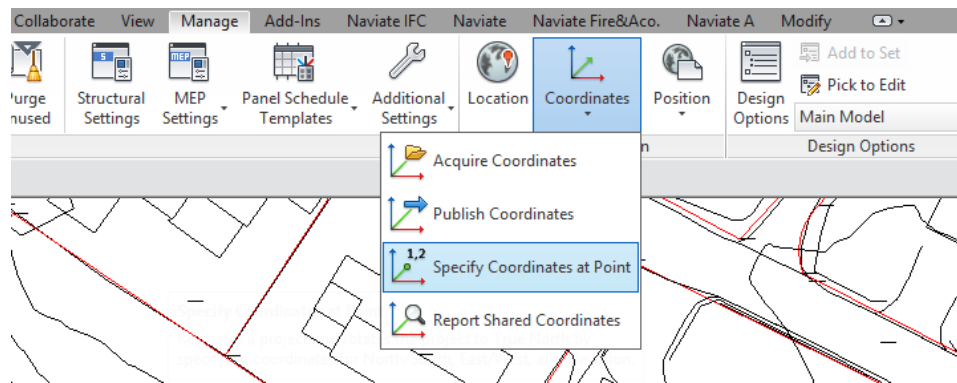 Collaborate View Manage Add-Ins Naviate IFC Naviate Naviate Fire&Aco. Naviate A Modify
Structural Settings
MEP Settings
Panel Schedule Templates
Additional Settings
Location
Coordinates
Position
Design Options
Add to Set
Pick to Edit
Main Model
Design Options
Acquire Coordinates
Publish Coordinates
1,2
Specify Coordinates at Point
Report Shared Coordinates